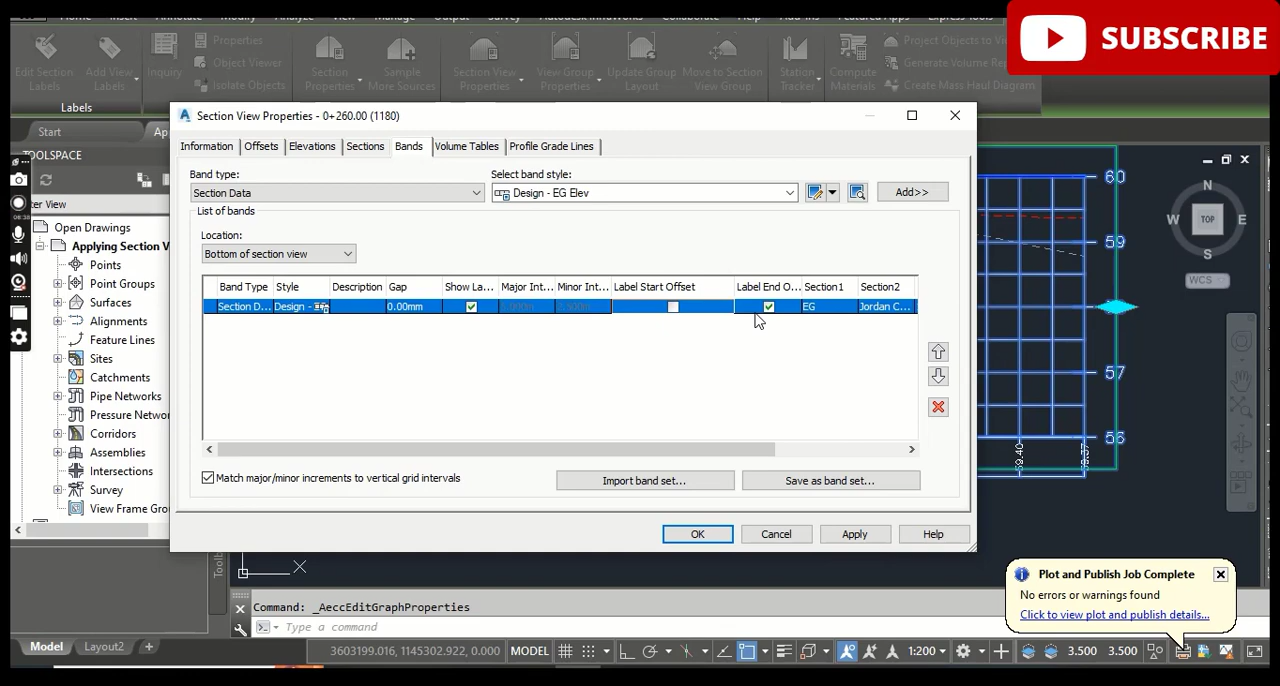 SUBSCRIBE
Edit Section Labels
Add View Labels
Inquiry
Properties
Object Viewer
Isolate Objects
Section Properties
Sample More Sources
Section View Properties
View Group Properties
Update Group Layout
Move to Section View Group
Station Tracker
Compute Materials
Project Objects to Vi
Generate Volume Rep
Create Mass Haul Diagram
Labels
Start
Ap
TOOLSPACE
ter View
Open Drawings
Applying Section V
Points
Point Groups
Surfaces
Alignments
Feature Lines
Sites
Catchments
Pipe Networks
Pressure Networ
Corridors
Assemblies
Intersections
Survey
View Frame Grou
Section View Properties - 0+260.00 (1180)
Information Offsets Elevations Sections Bands Volume Tables Profile Grade Lines
Band type:
Section Data
Select band style:
Design - EG Elev
Add>>
List of bands
Location:
Bottom of section view
Band Type Style Description Gap Show La... Major Int... Minor Int... Label Start Offset Label End O... Section1 Section2
Section D... Design - 0.00mm EG Jordan C...
Match major/minor increments to vertical grid intervals
Import band set...
Save as band set...
OK
Cancel
Apply
Help
60
59
57
56
N
W
TOP
E
S
WCS
X
Toolb
Plot and Publish Job Complete
No errors or warnings found
Click to view plot and publish details...
Command: _AeccEditGraphProperties
Type a command
Model
Layout2
+
3603199.016, 1145302.922, 0.000
MODEL
1:200
3.500
3.500